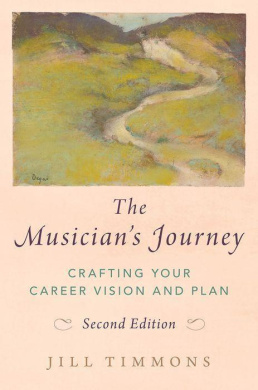 Degas
The
Musician's Journey
CRAFTING YOUR
CAREER VISION AND PLAN
Second Edition
JILL TIMMONS